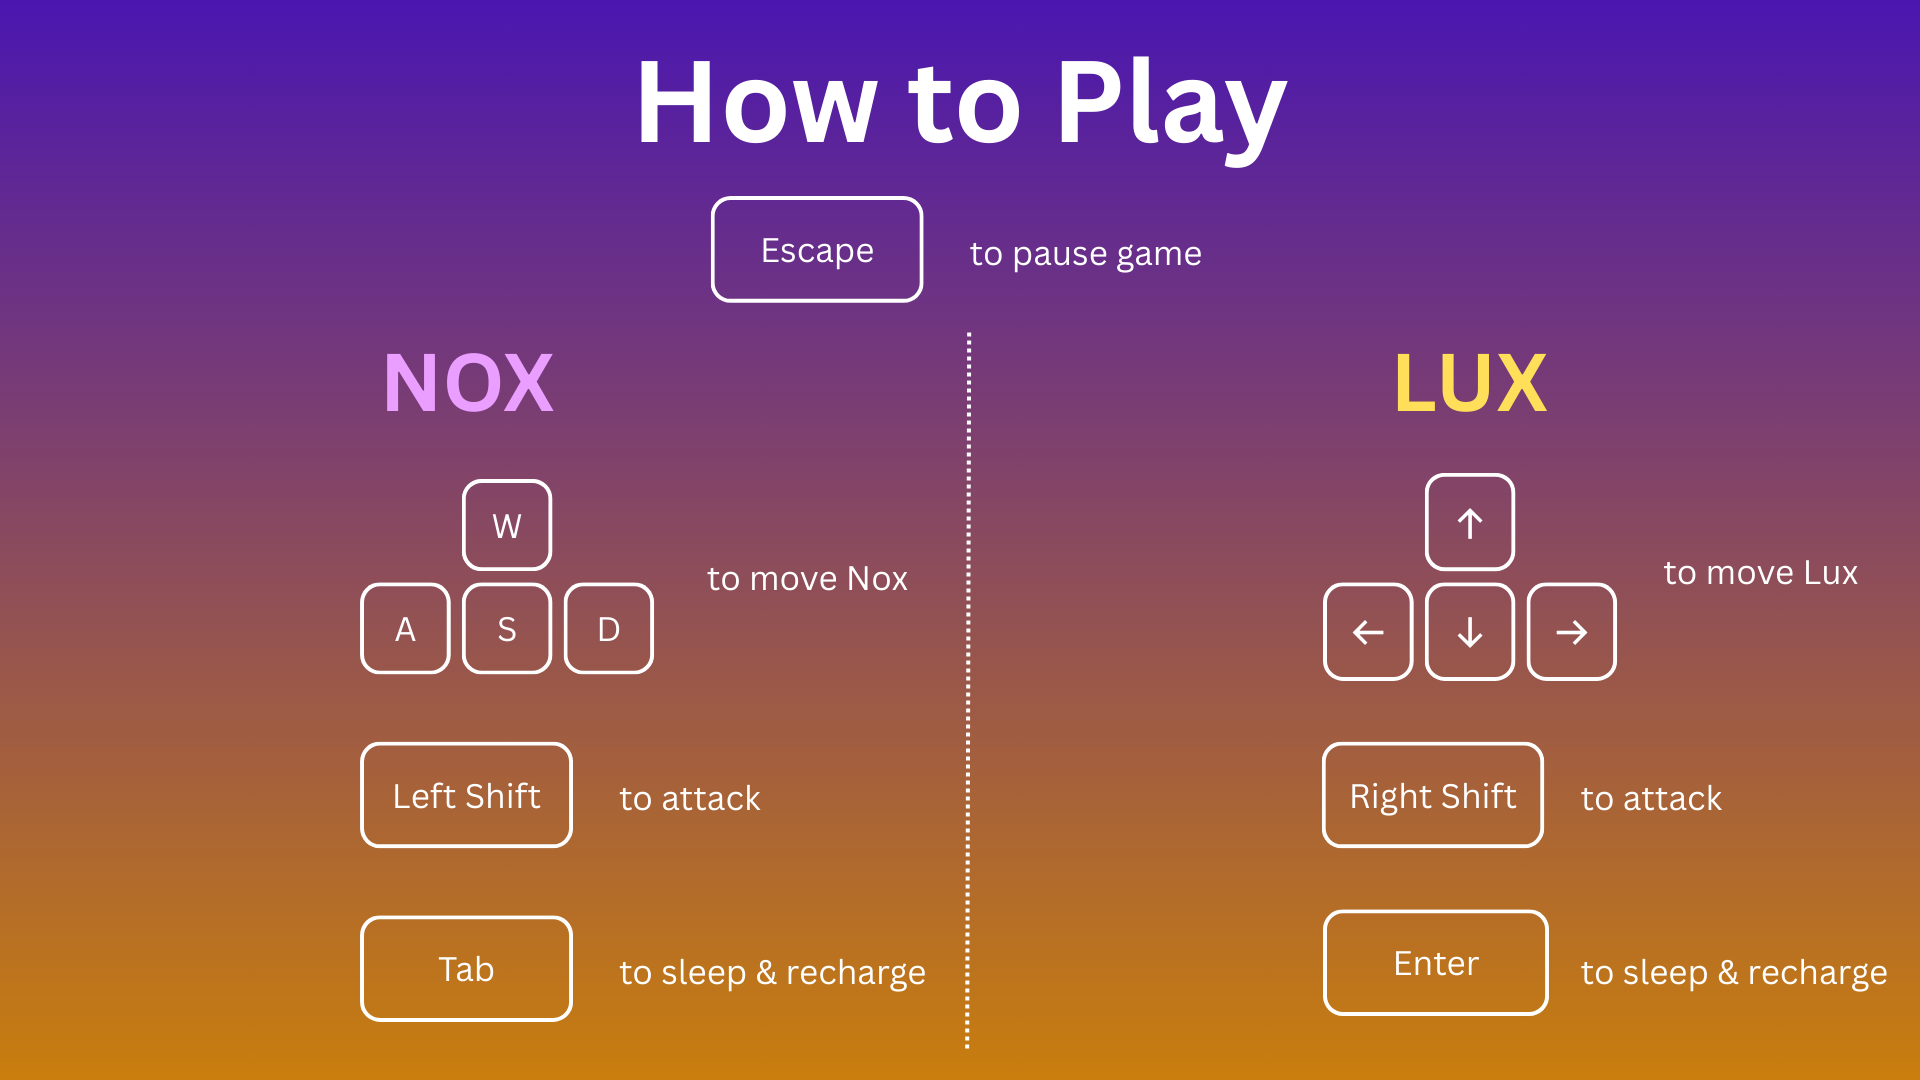 How to Play
Escape to pause game
NOX
W
A S D
to move Nox
Left Shift to attack
Tab to sleep & recharge
LUX
↑
← ↓ →
to move Lux
Right Shift to attack
Enter to sleep & recharge